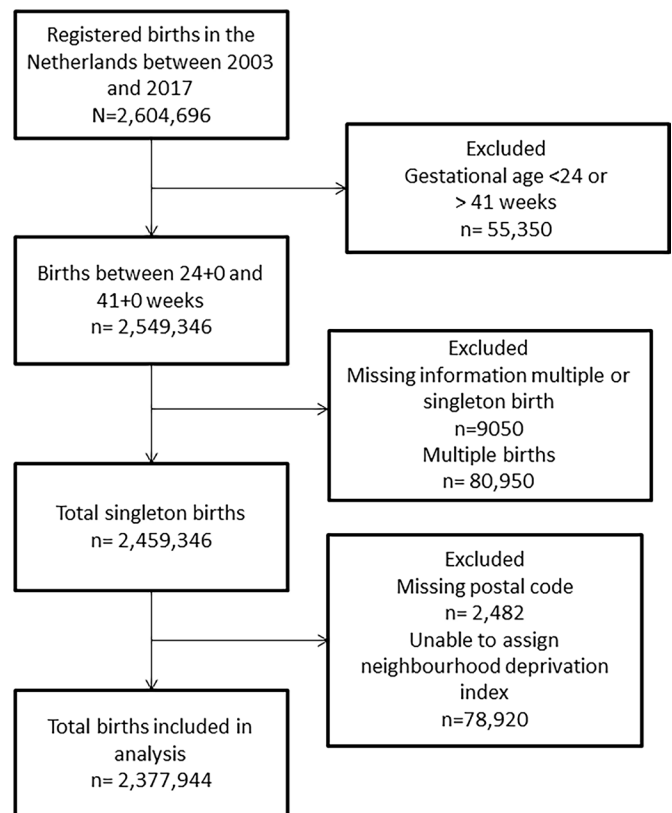 Registered births in the
Netherlands between 2003
and 2017
N=2,604,696
Excluded
Gestational age <24 or
> 41 weeks
n= 55,350
Births between 24+0 and
41+0 weeks
n= 2,549,346
Excluded
Missing information multiple or
singleton birth
n=9050
Multiple births
n= 80,950
Total singleton births
n= 2,459,346
Excluded
Missing postal code
n= 2,482
Unable to assign
neighbourhood deprivation
index
n=78,920
Total births included in
analysis
n= 2,377,944